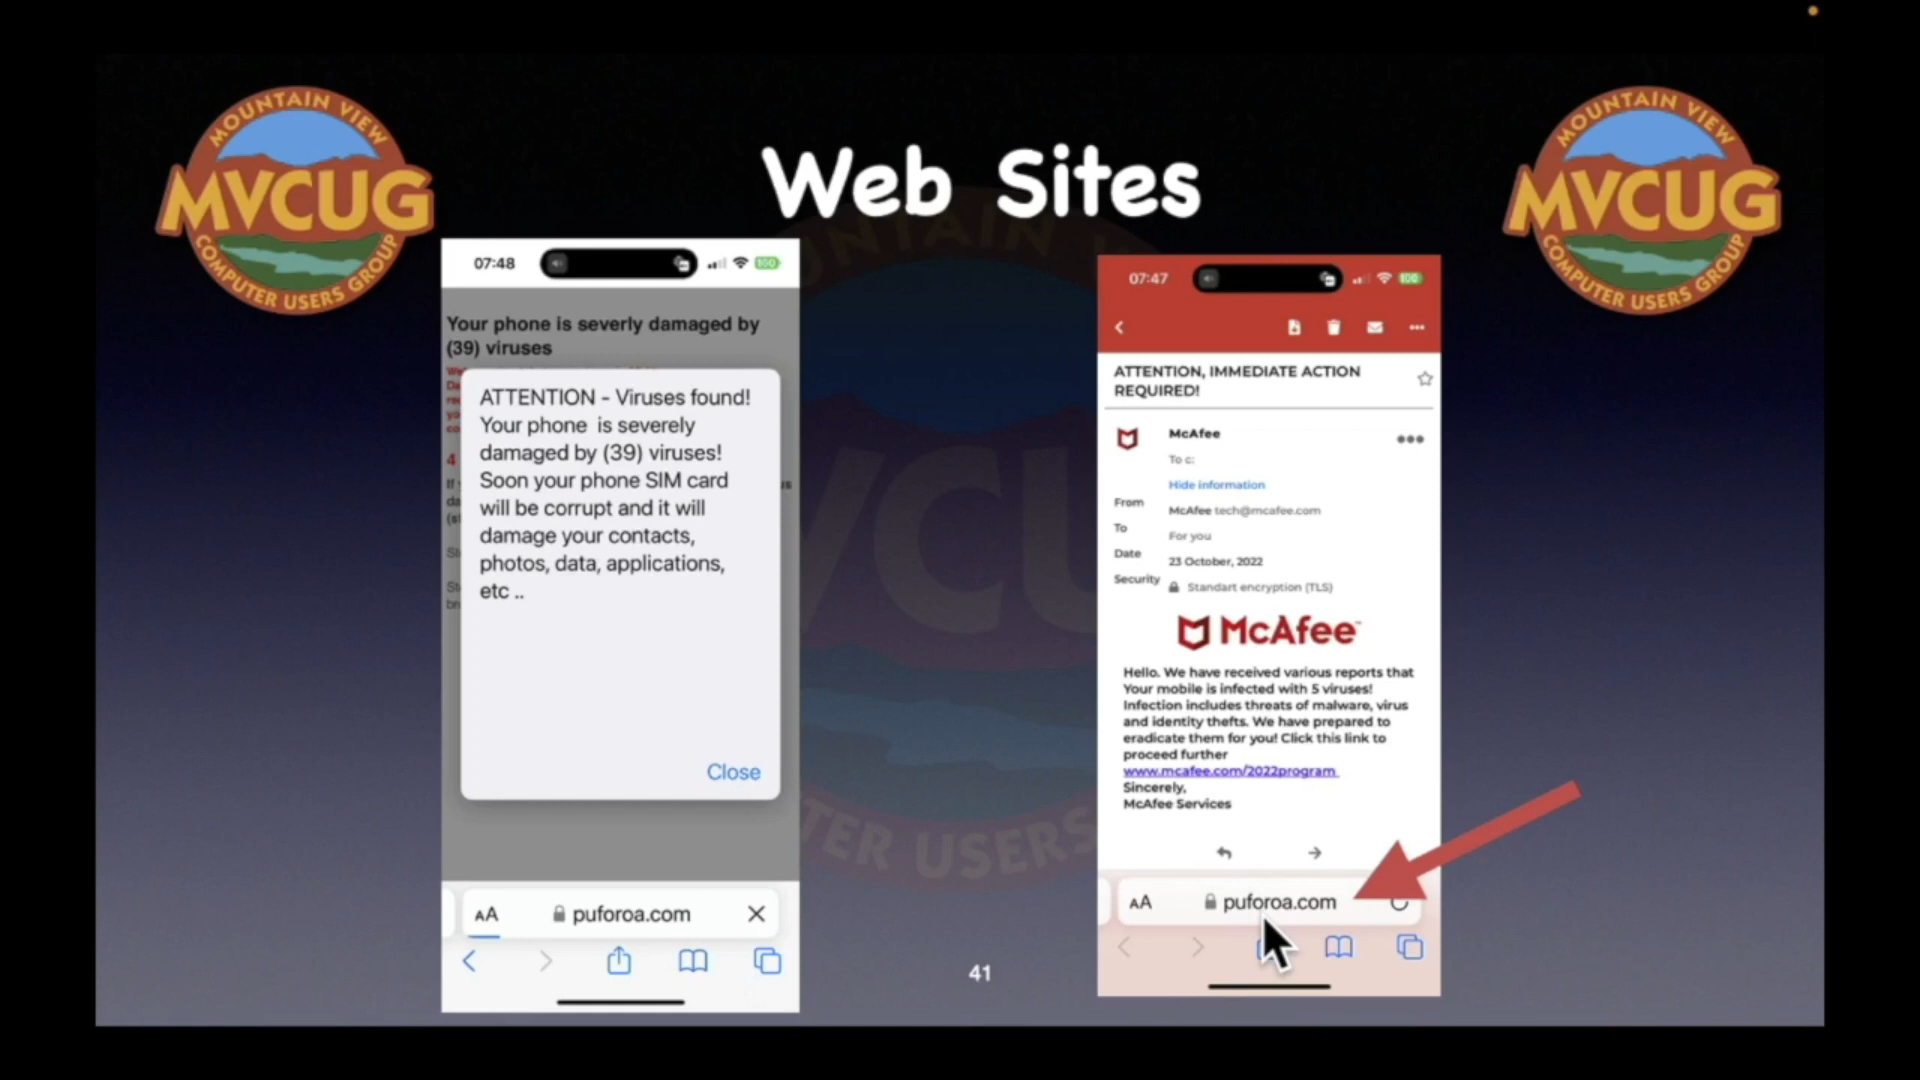 MOUNTAIN VIEW
MVCUG
COMPUTER USERS GROUP
Web Sites
MOUNTAIN VIEW
MVCUG
COMPUTER USERS GROUP
07:48
100
Your phone is severly damaged by
(39) viruses
4
ATTENTION - Viruses found!
Your phone is severely
damaged by (39) viruses!
Soon your phone SIM card
will be corrupt and it will
damage your contacts,
photos, data, applications,
etc ..
Close
AA
puforoa.com
07:47
100
ATTENTION, IMMEDIATE ACTION
REQUIRED!
McAfee
To c:
Hide information
From
McAfee tech@mcafee.com
To
For you
Date
23 October, 2022
Security
Standart encryption (TLS)
McAfee™
Hello. We have received various reports that
Your mobile is infected with 5 viruses!
Infection includes threats of malware, virus
and identity thefts. We have prepared to
eradicate them for you! Click this link to
proceed further
www.mcafee.com/2022program
Sincerely,
McAfee Services
AA
puforoa.com
41